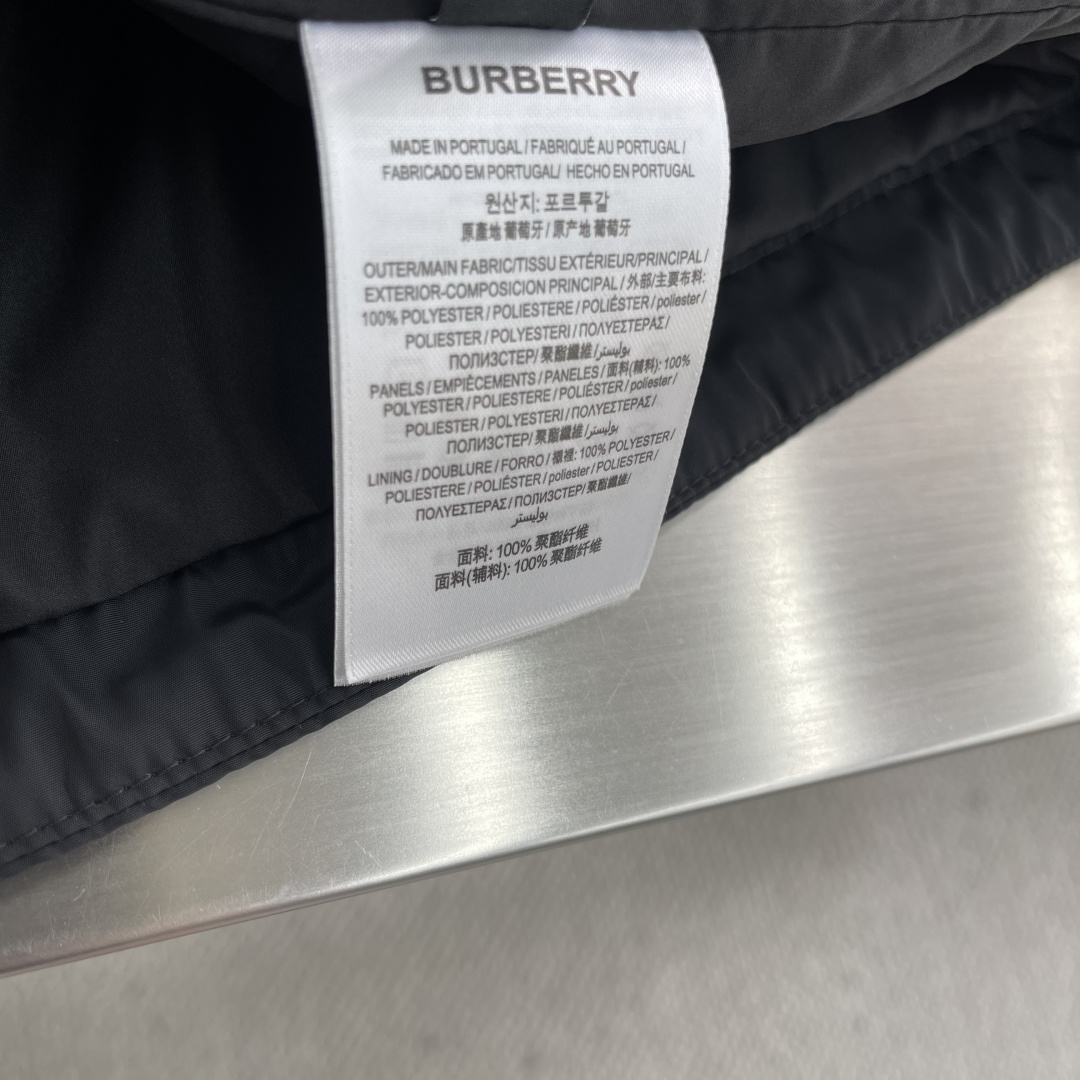 BURBERRY
MADE IN PORTUGAL / FABRIQUÉ AU PORTUGAL /
FABRICADO EM PORTUGAL/ HECHO EN PORTUGAL
원산지: 포르투갈
原產地 葡萄牙 / 原产地 葡萄牙
OUTER/MAIN FABRIC/TISSU EXTÉRIEUR/PRINCIPAL /
EXTERIOR-COMPOSICION PRINCIPAL / 外部/主要布料:
100% POLYESTER / POLIESTERE / POLIÉSTER / poliester /
POLIESTER / POLYESTERI / ΠΟΛΥΕΣΤΕΡΑΣ /
ПОЛИЗСТЕР/ 聚酯纖維 /بوليستر
PANELS / EMPIÈCEMENTS / PANELES / 面料(輔料): 100%
POLYESTER / POLIESTERE / POLIÉSTER / poliester /
POLIESTER / POLYESTERI / ΠΟΛΥΕΣΤΕΡΑΣ /
ПОЛИЗСТЕР/ 聚酯纖維 /بوليستر
LINING / DOUBLURE / FORRO / 襯裡: 100% POLYESTER /
POLIESTERE / POLIÉSTER / poliester / POLIESTER /
ΠΟΛΥΕΣΤΕΡΑΣ / ПОЛИЗСТЕР/ 聚酯纖維/
بوليستر
面料: 100% 聚酯纤维
面料(辅料): 100% 聚酯纤维